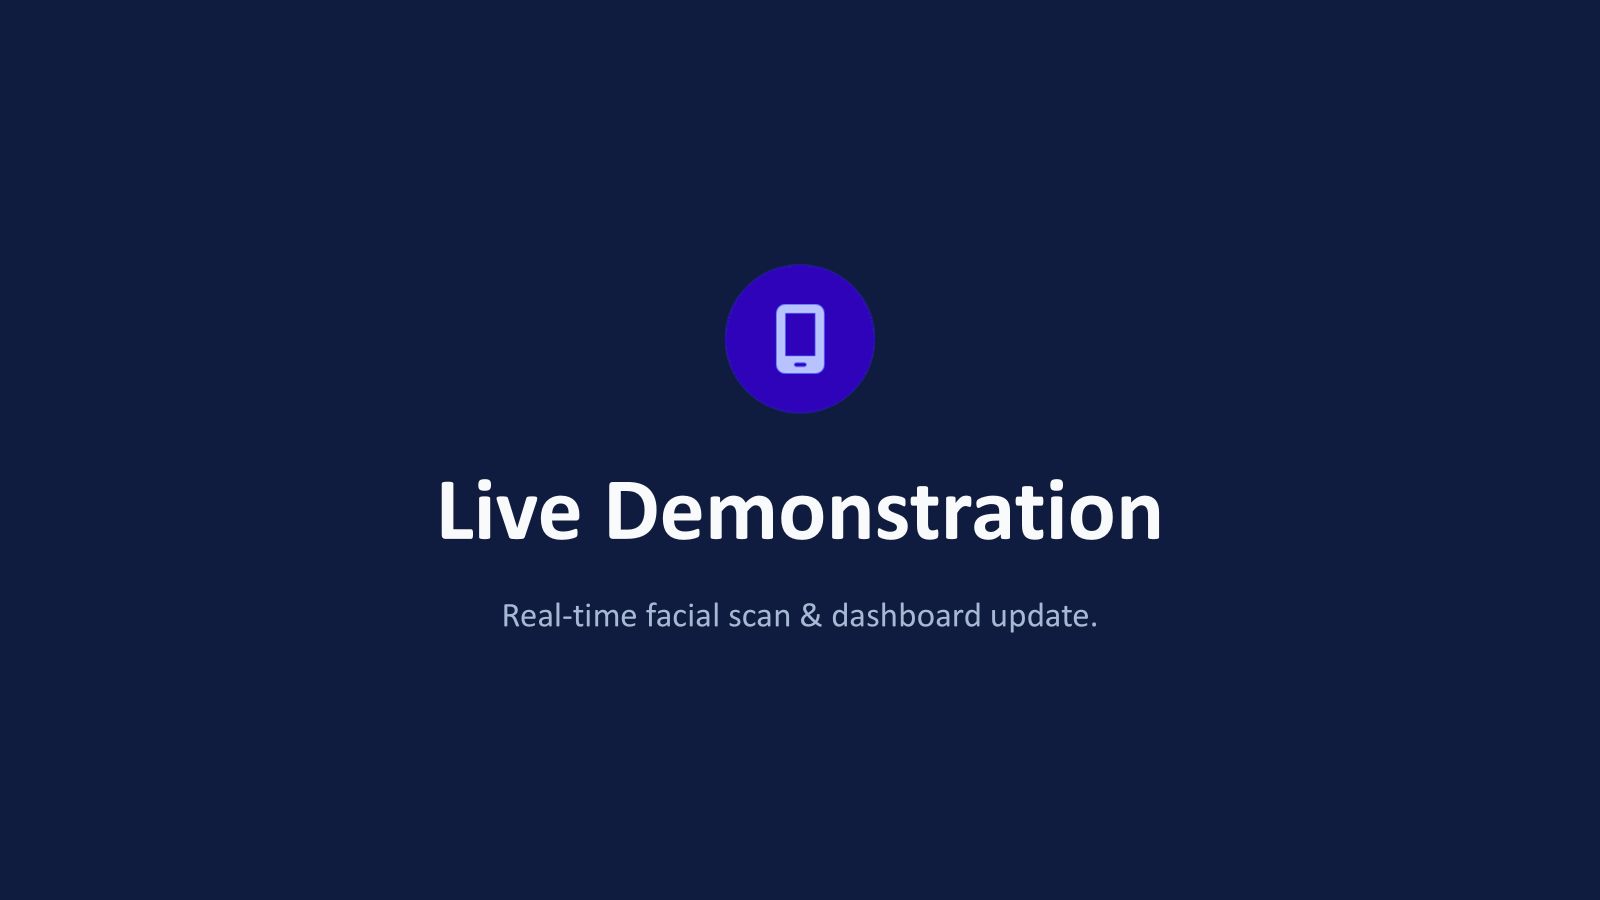 Live Demonstration
Real-time facial scan & dashboard update.